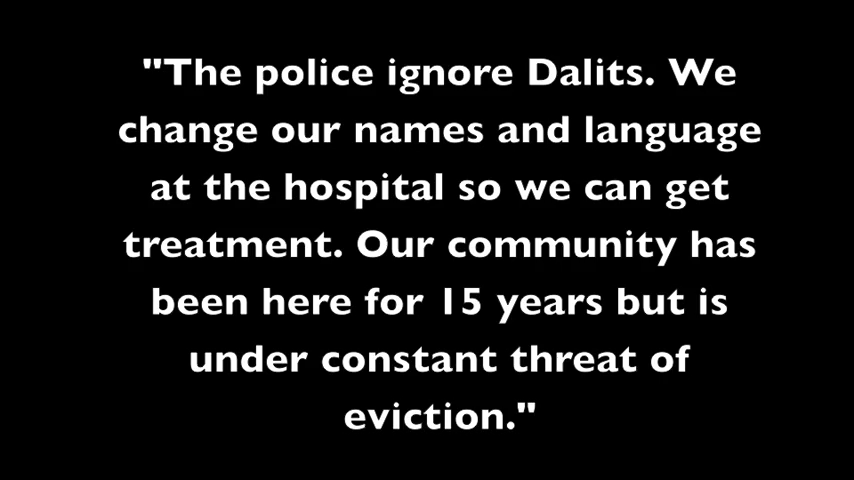 "The police ignore Dalits. We
change our names and language
at the hospital so we can get
treatment. Our community has
been here for 15 years but is
under constant threat of
eviction."